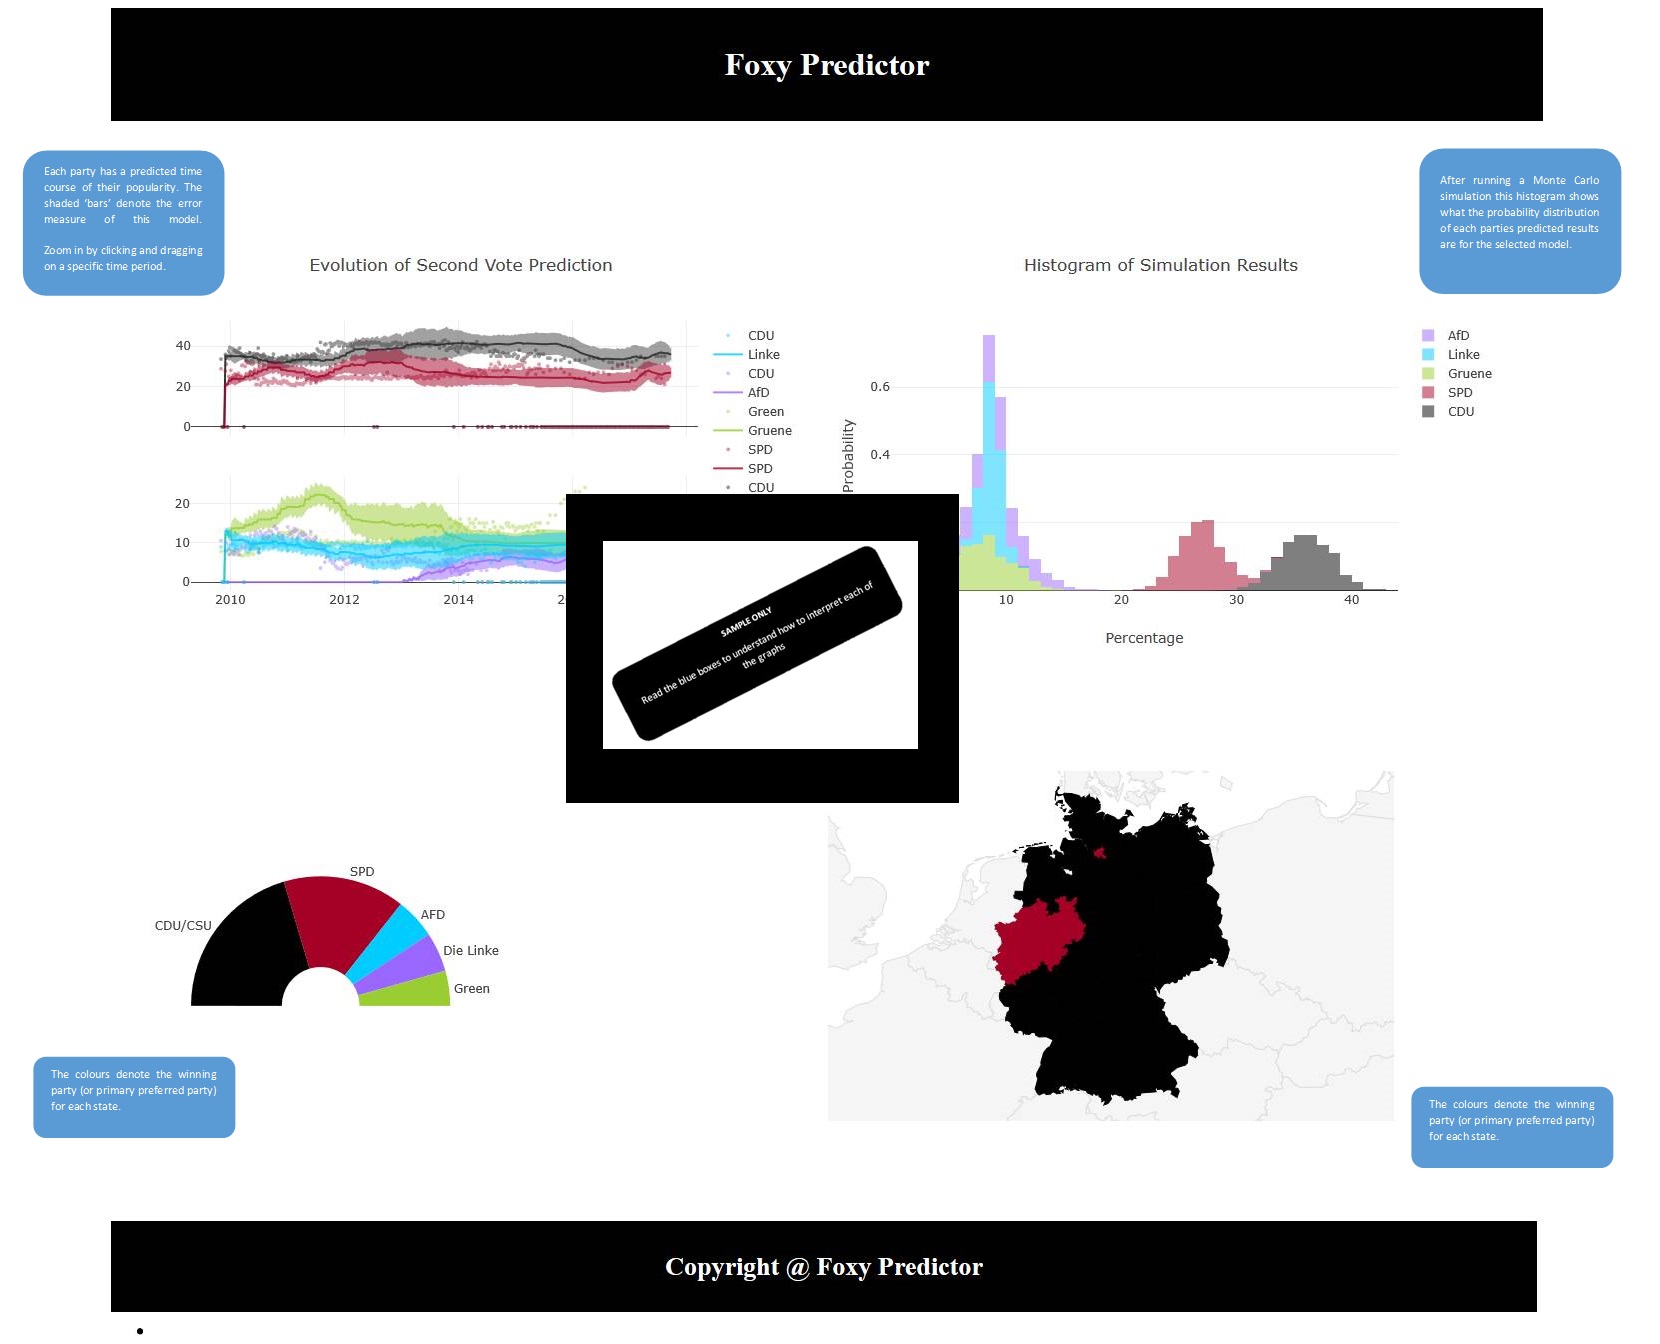 Foxy Predictor
Each party has a predicted time
course of their popularity. The
shaded 'bars' denote the error
measure of this model.
Zoom in by clicking and dragging
on a specific time period.
After running a Monte Carlo
simulation this histogram shows
what the probability distribution
of each parties predicted results
are for the selected model.
Evolution of Second Vote Prediction
40
20
0
20
10
0
2010
2012
2014
CDU
Linke
CDU
AfD
Green
Gruene
SPD
SPD
CDU
Histogram of Simulation Results
Probability
0.6
0.4
10
20
30
40
Percentage
AfD
Linke
Gruene
SPD
CDU
SAMPLE ONLY
Read the blue boxes to understand how to interpret each of
the graphs
CDU/CSU
SPD
AFD
Die Linke
Green
The colours denote the winning
party (or primary preferred party)
for each state.
The colours denote the winning
party (or primary preferred party)
for each state.
Copyright @ Foxy Predictor